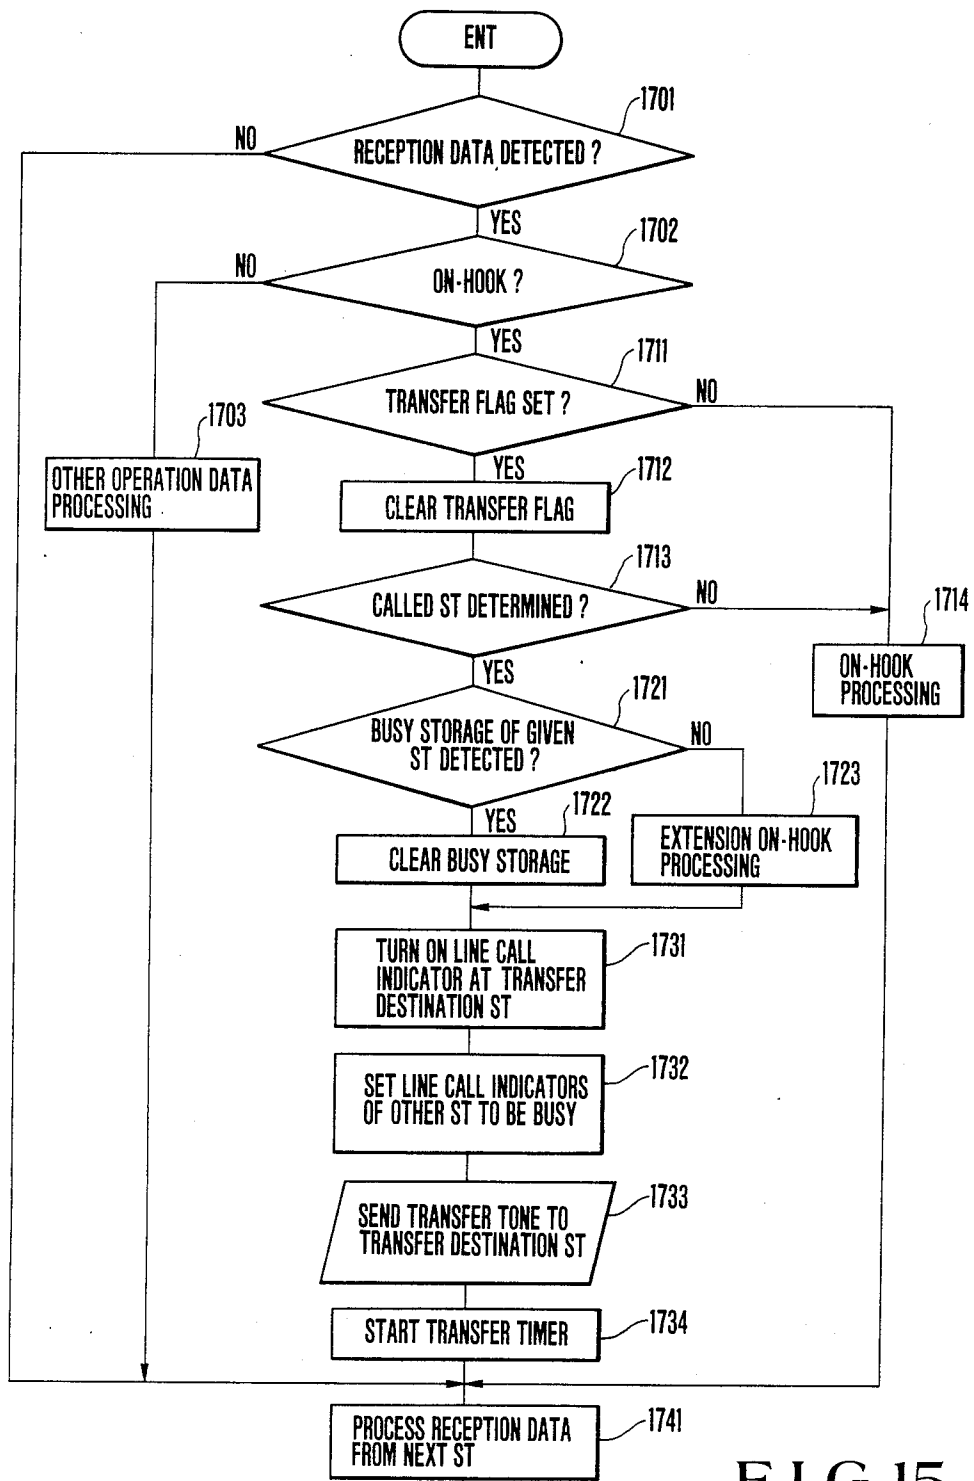 ENT
1701
NO
RECEPTION DATA DETECTED ?
YES
1702
NO
ON-HOOK ?
YES
1711
NO
TRANSFER FLAG SET ?
1703
YES
1712
OTHER OPERATION DATA
PROCESSING
CLEAR TRANSFER FLAG
1713
NO
CALLED ST DETERMINED ?
1714
YES
ON-HOOK
PROCESSING
1721
BUSY STORAGE OF GIVEN
ST DETECTED ?
NO
1723
YES
1722
EXTENSION ON-HOOK
PROCESSING
CLEAR BUSY STORAGE
1731
TURN ON LINE CALL
INDICATOR AT TRANSFER
DESTINATION ST
1732
SET LINE CALL INDICATORS
OF OTHER ST TO BE BUSY
1733
SEND TRANSFER TONE TO
TRANSFER DESTINATION ST
1734
START TRANSFER TIMER
1741
PROCESS RECEPTION DATA
FROM NEXT ST
FIG.15